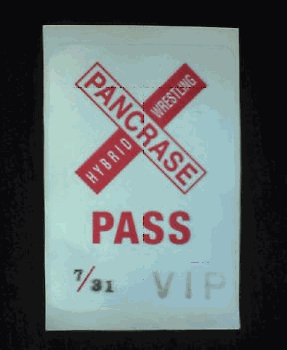 PANCRASE
HYBRID WRESTLING
PASS
7/31 VIP